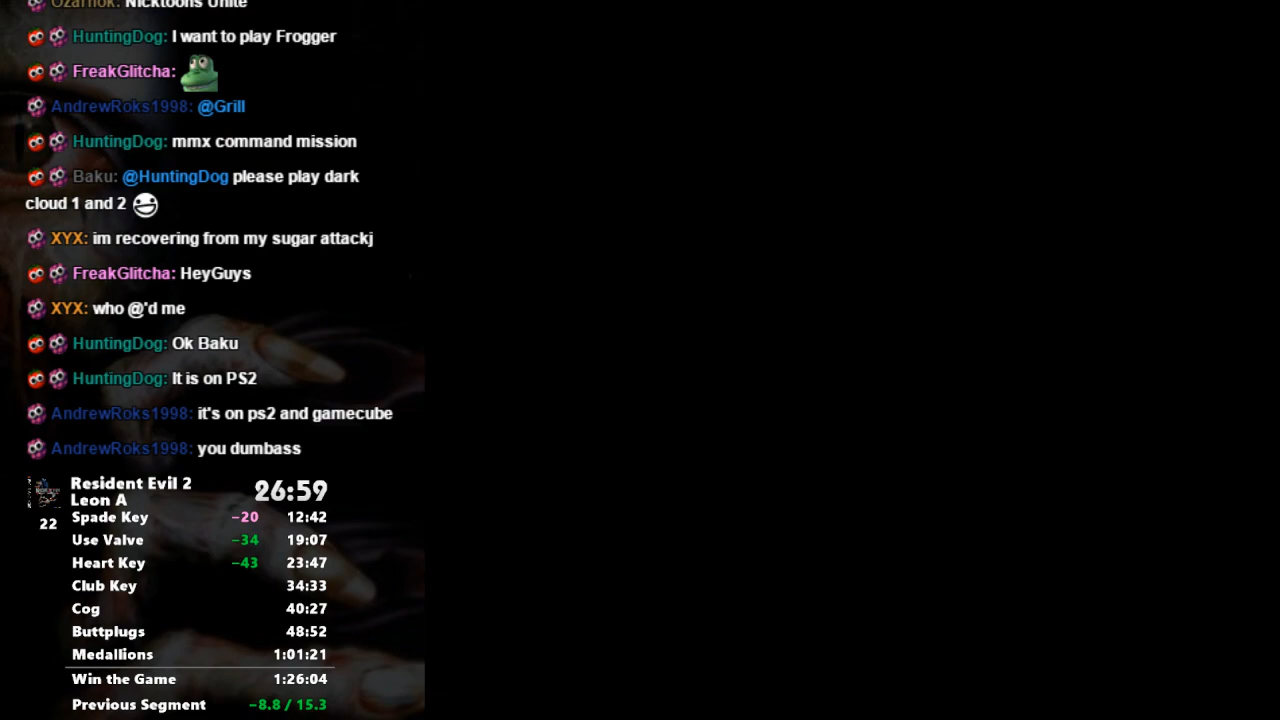 Ozarnok: Nicktoons Unite
HuntingDog: I want to play Frogger
FreakGlitcha:
AndrewRoks1998: @Grill
HuntingDog: mmx command mission
Baku: @HuntingDog please play dark
cloud 1 and 2
XYX: im recovering from my sugar attackj
FreakGlitcha: HeyGuys
XYX: who @'d me
HuntingDog: Ok Baku
HuntingDog: It is on PS2
AndrewRoks1998: it's on ps2 and gamecube
AndrewRoks1998: you dumbass
Resident Evil 2
Leon A
26:59
22
Spade Key −20 12:42
Use Valve −34 19:07
Heart Key −43 23:47
Club Key 34:33
Cog 40:27
Buttplugs 48:52
Medallions 1:01:21
Win the Game 1:26:04
Previous Segment −8.8 / 15.3